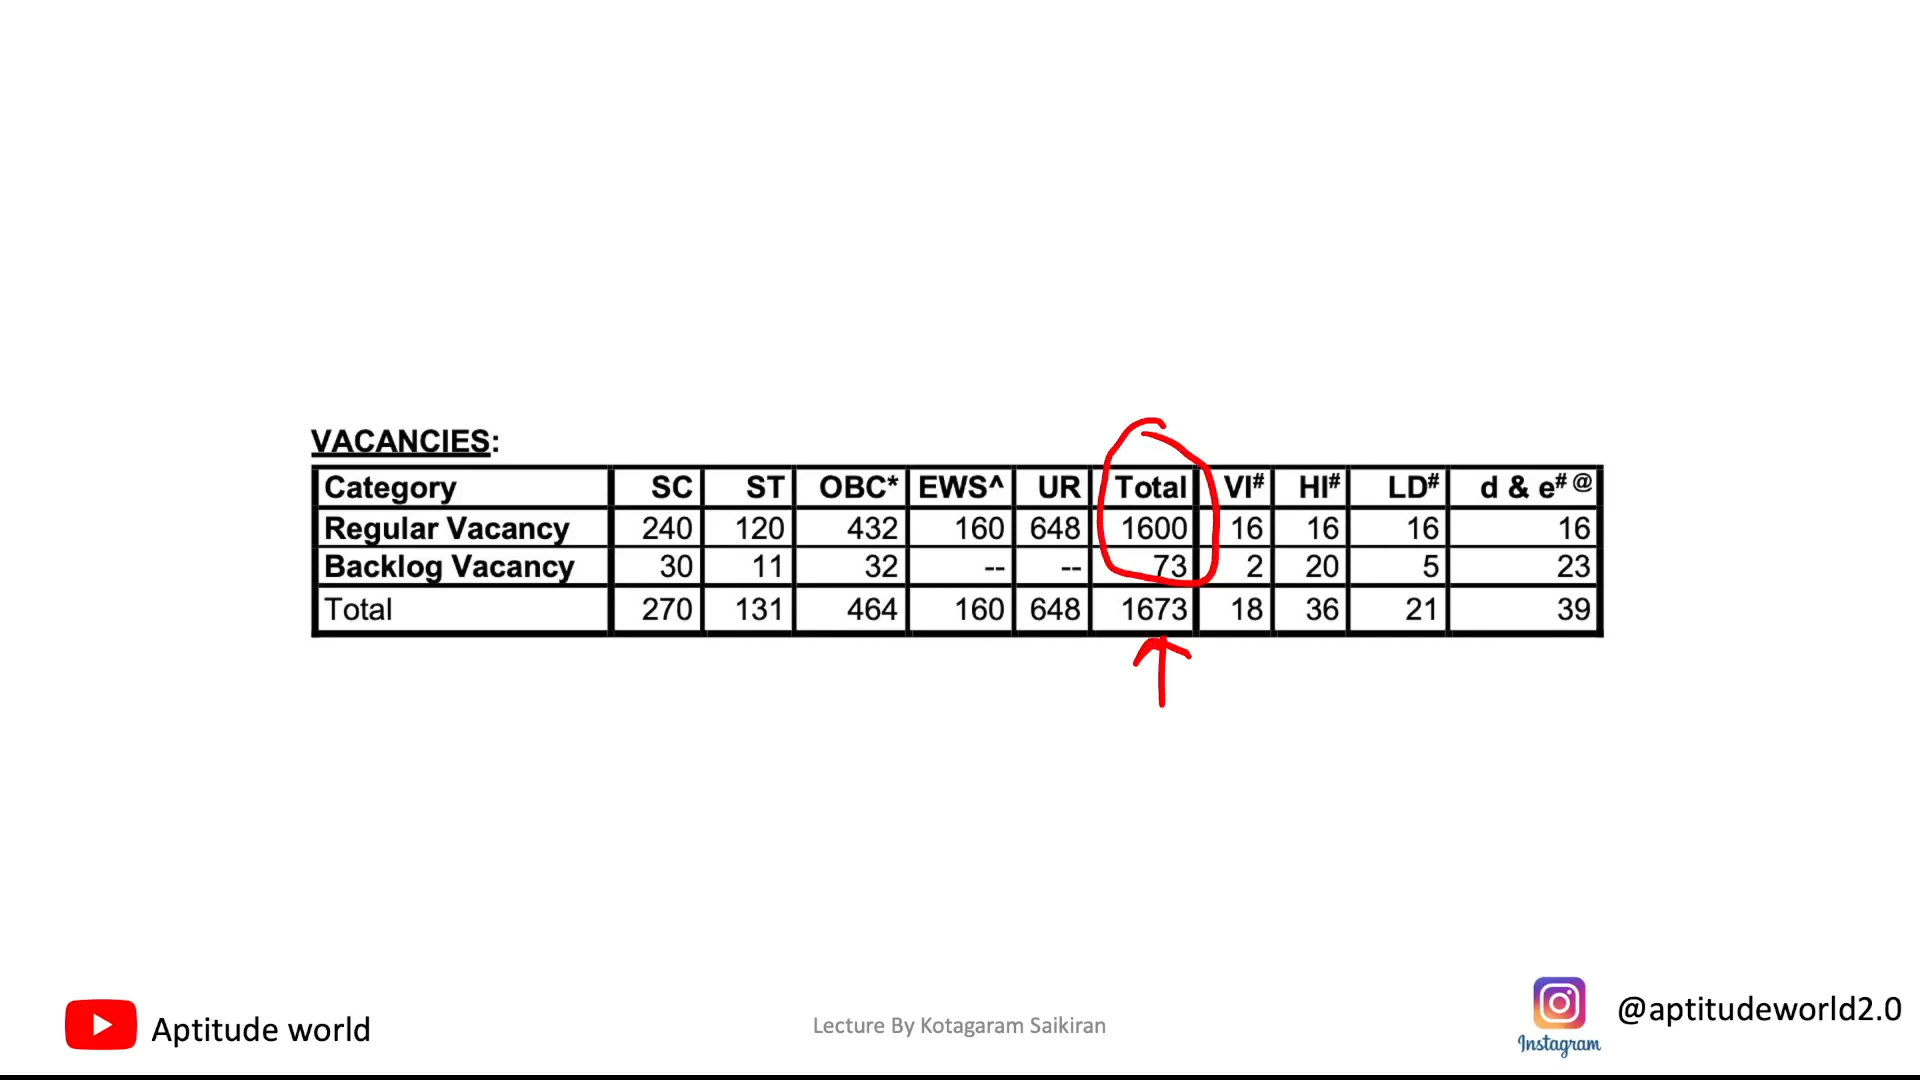 VACANCIES:
Category SC ST OBC* EWS^ UR Total VI# HI# LD# d & e# @
Regular Vacancy 240 120 432 160 648 1600 16 16 16 16
Backlog Vacancy 30 11 32 -- -- 73 2 20 5 23
Total 270 131 464 160 648 1673 18 36 21 39
Aptitude world
Lecture By Kotagaram Saikiran
@aptitudeworld2.0
Instagram